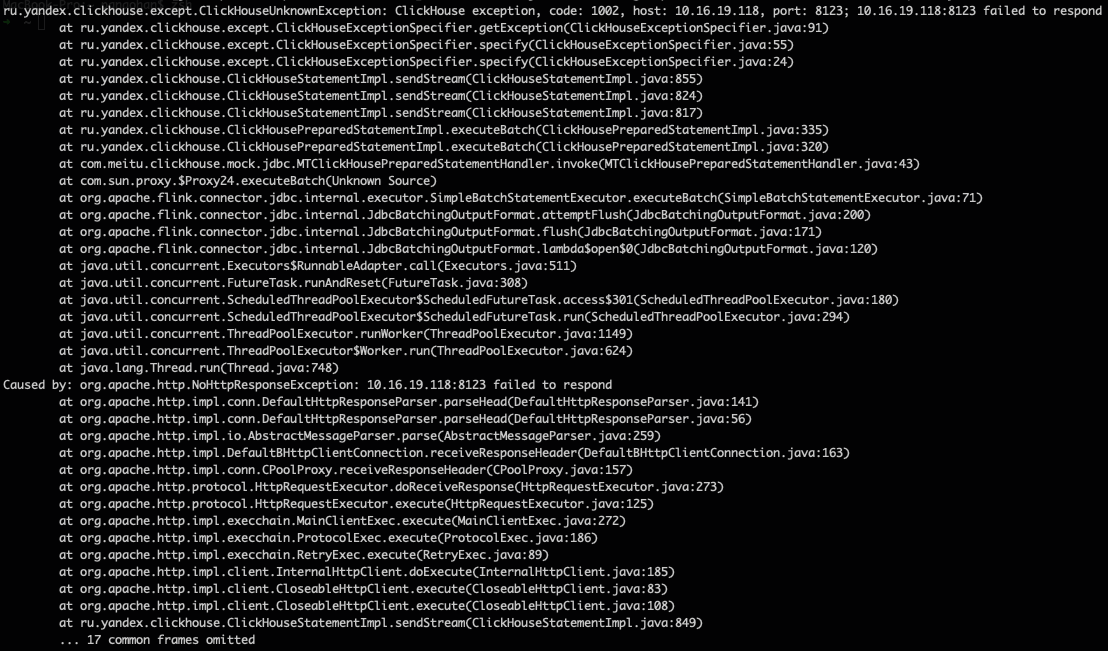 ru.yandex.clickhouse.except.ClickHouseUnknownException: ClickHouse exception, code: 1002, host: 10.16.19.118, port: 8123; 10.16.19.118:8123 failed to respond
at ru.yandex.clickhouse.except.ClickHouseExceptionSpecifier.getException(ClickHouseExceptionSpecifier.java:91)
at ru.yandex.clickhouse.except.ClickHouseExceptionSpecifier.specify(ClickHouseExceptionSpecifier.java:55)
at ru.yandex.clickhouse.except.ClickHouseExceptionSpecifier.specify(ClickHouseExceptionSpecifier.java:24)
at ru.yandex.clickhouse.ClickHouseStatementImpl.sendStream(ClickHouseStatementImpl.java:855)
at ru.yandex.clickhouse.ClickHouseStatementImpl.sendStream(ClickHouseStatementImpl.java:824)
at ru.yandex.clickhouse.ClickHouseStatementImpl.sendStream(ClickHouseStatementImpl.java:817)
at ru.yandex.clickhouse.ClickHousePreparedStatementImpl.executeBatch(ClickHousePreparedStatementImpl.java:335)
at ru.yandex.clickhouse.ClickHousePreparedStatementImpl.executeBatch(ClickHousePreparedStatementImpl.java:320)
at com.meitu.clickhouse.mock.jdbc.MTClickHousePreparedStatementHandler.invoke(MTClickHousePreparedStatementHandler.java:43)
at com.sun.proxy.$Proxy24.executeBatch(Unknown Source)
at org.apache.flink.connector.jdbc.internal.executor.SimpleBatchStatementExecutor.executeBatch(SimpleBatchStatementExecutor.java:71)
at org.apache.flink.connector.jdbc.internal.JdbcBatchingOutputFormat.attemptFlush(JdbcBatchingOutputFormat.java:200)
at org.apache.flink.connector.jdbc.internal.JdbcBatchingOutputFormat.flush(JdbcBatchingOutputFormat.java:171)
at org.apache.flink.connector.jdbc.internal.JdbcBatchingOutputFormat.lambda$open$0(JdbcBatchingOutputFormat.java:120)
at java.util.concurrent.Executors$RunnableAdapter.call(Executors.java:511)
at java.util.concurrent.FutureTask.runAndReset(FutureTask.java:308)
at java.util.concurrent.ScheduledThreadPoolExecutor$ScheduledFutureTask.access$301(ScheduledThreadPoolExecutor.java:180)
at java.util.concurrent.ScheduledThreadPoolExecutor$ScheduledFutureTask.run(ScheduledThreadPoolExecutor.java:294)
at java.util.concurrent.ThreadPoolExecutor.runWorker(ThreadPoolExecutor.java:1149)
at java.util.concurrent.ThreadPoolExecutor$Worker.run(ThreadPoolExecutor.java:624)
at java.lang.Thread.run(Thread.java:748)
Caused by: org.apache.http.NoHttpResponseException: 10.16.19.118:8123 failed to respond
at org.apache.http.impl.conn.DefaultHttpResponseParser.parseHead(DefaultHttpResponseParser.java:141)
at org.apache.http.impl.conn.DefaultHttpResponseParser.parseHead(DefaultHttpResponseParser.java:56)
at org.apache.http.impl.io.AbstractMessageParser.parse(AbstractMessageParser.java:259)
at org.apache.http.impl.DefaultBHttpClientConnection.receiveResponseHeader(DefaultBHttpClientConnection.java:163)
at org.apache.http.impl.conn.CPoolProxy.receiveResponseHeader(CPoolProxy.java:157)
at org.apache.http.protocol.HttpRequestExecutor.doReceiveResponse(HttpRequestExecutor.java:273)
at org.apache.http.protocol.HttpRequestExecutor.execute(HttpRequestExecutor.java:125)
at org.apache.http.impl.execchain.MainClientExec.execute(MainClientExec.java:272)
at org.apache.http.impl.execchain.ProtocolExec.execute(ProtocolExec.java:186)
at org.apache.http.impl.execchain.RetryExec.execute(RetryExec.java:89)
at org.apache.http.impl.client.InternalHttpClient.doExecute(InternalHttpClient.java:185)
at org.apache.http.impl.client.CloseableHttpClient.execute(CloseableHttpClient.java:83)
at org.apache.http.impl.client.CloseableHttpClient.execute(CloseableHttpClient.java:108)
at ru.yandex.clickhouse.ClickHouseStatementImpl.sendStream(ClickHouseStatementImpl.java:849)
... 17 common frames omitted